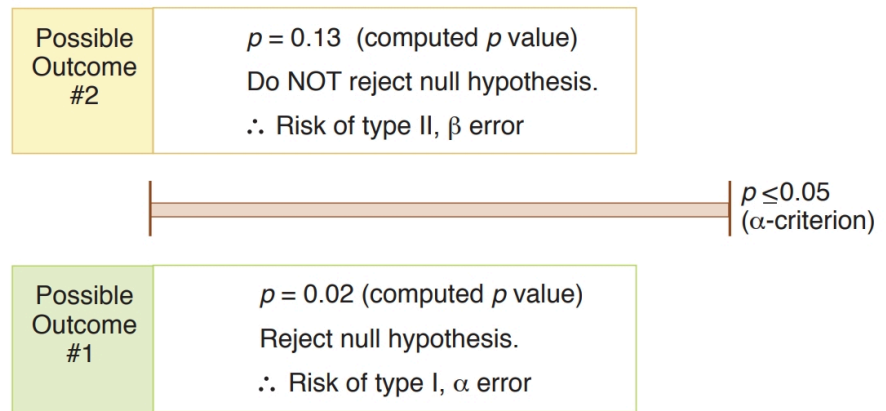 Possible
Outcome
#2
p = 0.13 (computed p value)
Do NOT reject null hypothesis.
∴ Risk of type II, β error
p ≤0.05
(α-criterion)
Possible
Outcome
#1
p = 0.02 (computed p value)
Reject null hypothesis.
∴ Risk of type I, α error